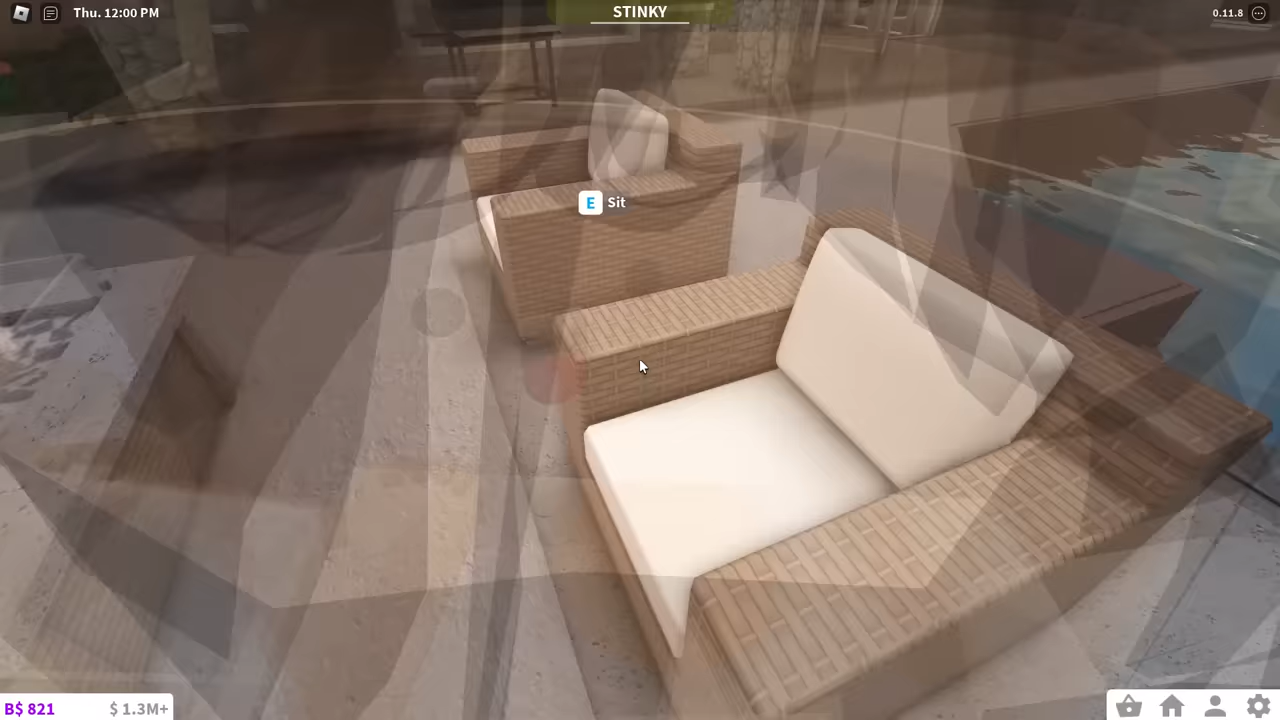 Thu. 12:00 PM
STINKY
0.11.8
E Sit
B$ 821
$ 1.3M+